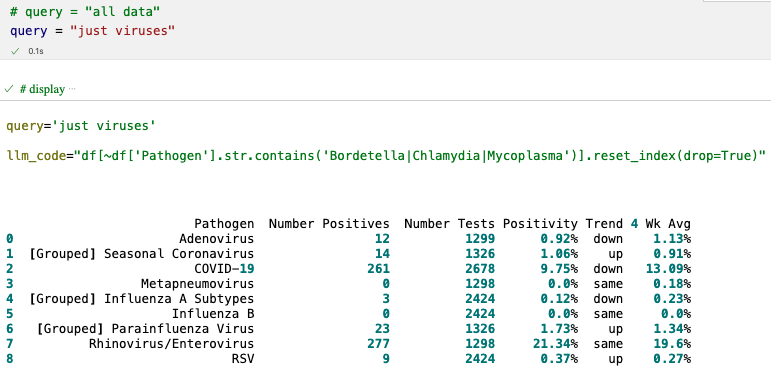 # query = "all data"
query = "just viruses"
✓ 0.1s
✓ # display ...
query='just viruses'
llm_code="df[~df['Pathogen'].str.contains('Bordetella|Chlamydia|Mycoplasma')].reset_index(drop=True)"
Pathogen Number Positives Number Tests Positivity Trend 4 Wk Avg
0 Adenovirus 12 1299 0.92% down 1.13%
1 [Grouped] Seasonal Coronavirus 14 1326 1.06% up 0.91%
2 COVID-19 261 2678 9.75% down 13.09%
3 Metapneumovirus 0 1298 0.0% same 0.18%
4 [Grouped] Influenza A Subtypes 3 2424 0.12% down 0.23%
5 Influenza B 0 2424 0.0% same 0.0%
6 [Grouped] Parainfluenza Virus 23 1326 1.73% up 1.34%
7 Rhinovirus/Enterovirus 277 1298 21.34% same 19.6%
8 RSV 9 2424 0.37% up 0.27%